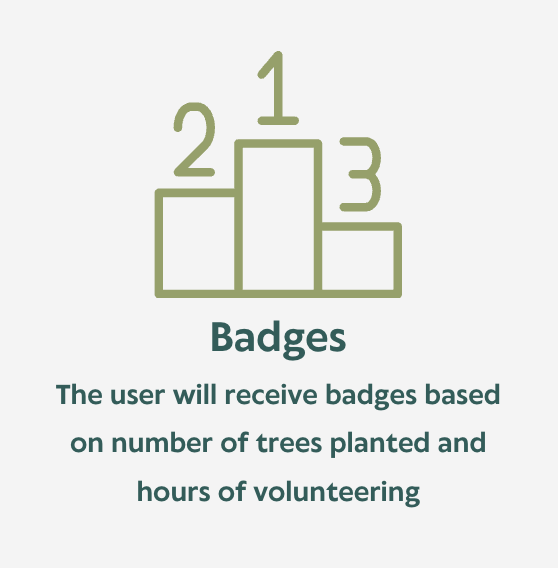 1
2
3
Badges
The user will receive badges based
on number of trees planted and
hours of volunteering